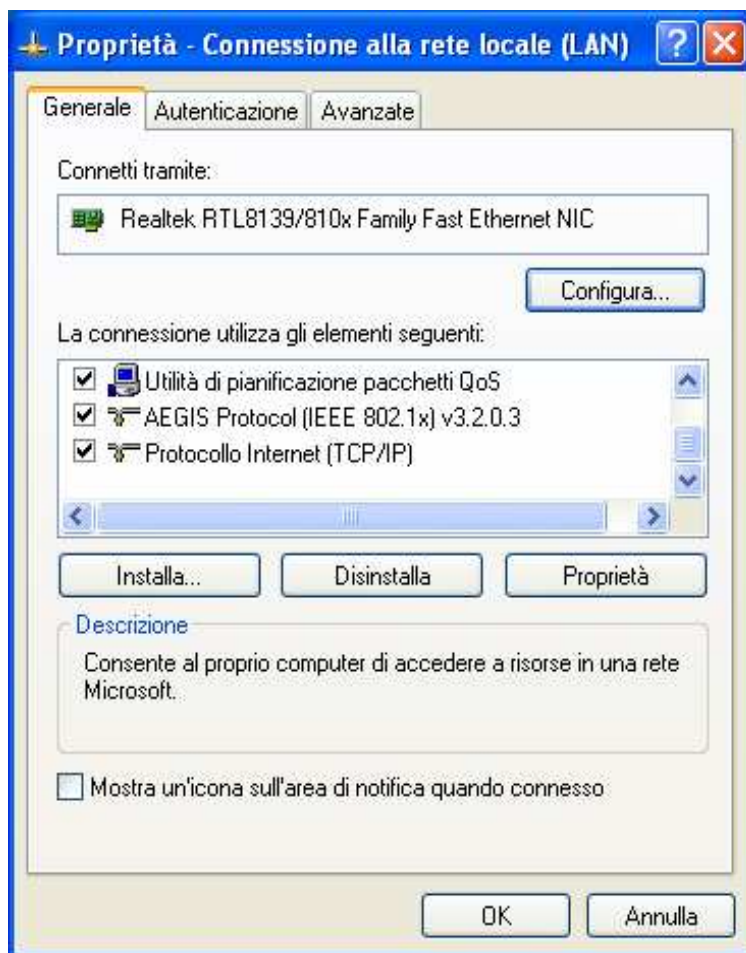 Proprietà - Connessione alla rete locale (LAN)
Generale
Autenticazione
Avanzate
Connetti tramite:
Realtek RTL8139/810x Family Fast Ethernet NIC
Configura...
La connessione utilizza gli elementi seguenti:
Utilità di pianificazione pacchetti QoS
AEGIS Protocol (IEEE 802.1x) v3.2.0.3
Protocollo Internet (TCP/IP)
Installa...
Disinstalla
Proprietà
Descrizione
Consente al proprio computer di accedere a risorse in una rete
Microsoft.
Mostra un'icona sull'area di notifica quando connesso
OK
Annulla